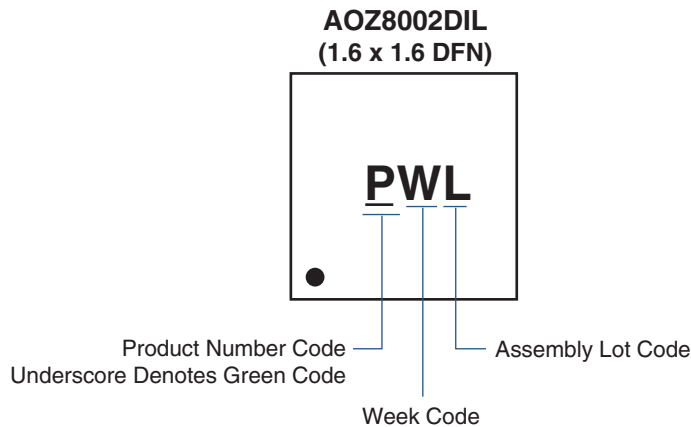 AOZ8002DIL
(1.6 x 1.6 DFN)
PWL
Product Number Code
Underscore Denotes Green Code
Assembly Lot Code
Week Code